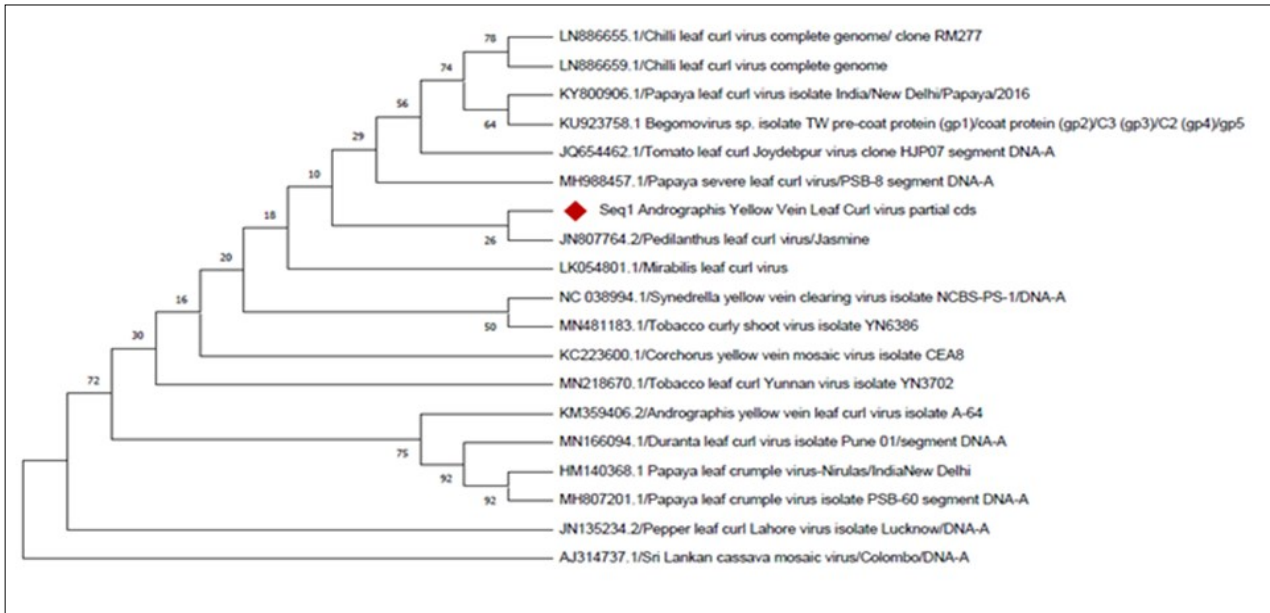 78
LN886655.1/Chilli leaf curl virus complete genome/ clone RM277
LN886659.1/Chilli leaf curl virus complete genome
74
KY800906.1/Papaya leaf curl virus isolate India/New Delhi/Papaya/2016
56
64
KU923758.1 Begomovirus sp. isolate TW pre-coat protein (gp1)/coat protein (gp2)/C3 (gp3)/C2 (gp4)/gp5
29
JQ654462.1/Tomato leaf curl Joydebpur virus clone HJP07 segment DNA-A
10
MH988457.1/Papaya severe leaf curl virus/PSB-8 segment DNA-A
18
Seq1 Andrographis Yellow Vein Leaf Curl virus partial cds
26
JN807764.2/Pedilanthus leaf curl virus/Jasmine
20
LK054801.1/Mirabilis leaf curl virus
16
NC 038994.1/Synedrella yellow vein clearing virus isolate NCBS-PS-1/DNA-A
50
MN481183.1/Tobacco curly shoot virus isolate YN6386
30
KC223600.1/Corchorus yellow vein mosaic virus isolate CEA8
72
MN218670.1/Tobacco leaf curl Yunnan virus isolate YN3702
KM359406.2/Andrographis yellow vein leaf curl virus isolate A-64
75
MN166094.1/Duranta leaf curl virus isolate Pune 01/segment DNA-A
92
HM140368.1 Papaya leaf crumple virus-Nirulas/IndiaNew Delhi
92
MH807201.1/Papaya leaf crumple virus isolate PSB-60 segment DNA-A
JN135234.2/Pepper leaf curl Lahore virus isolate Lucknow/DNA-A
AJ314737.1/Sri Lankan cassava mosaic virus/Colombo/DNA-A